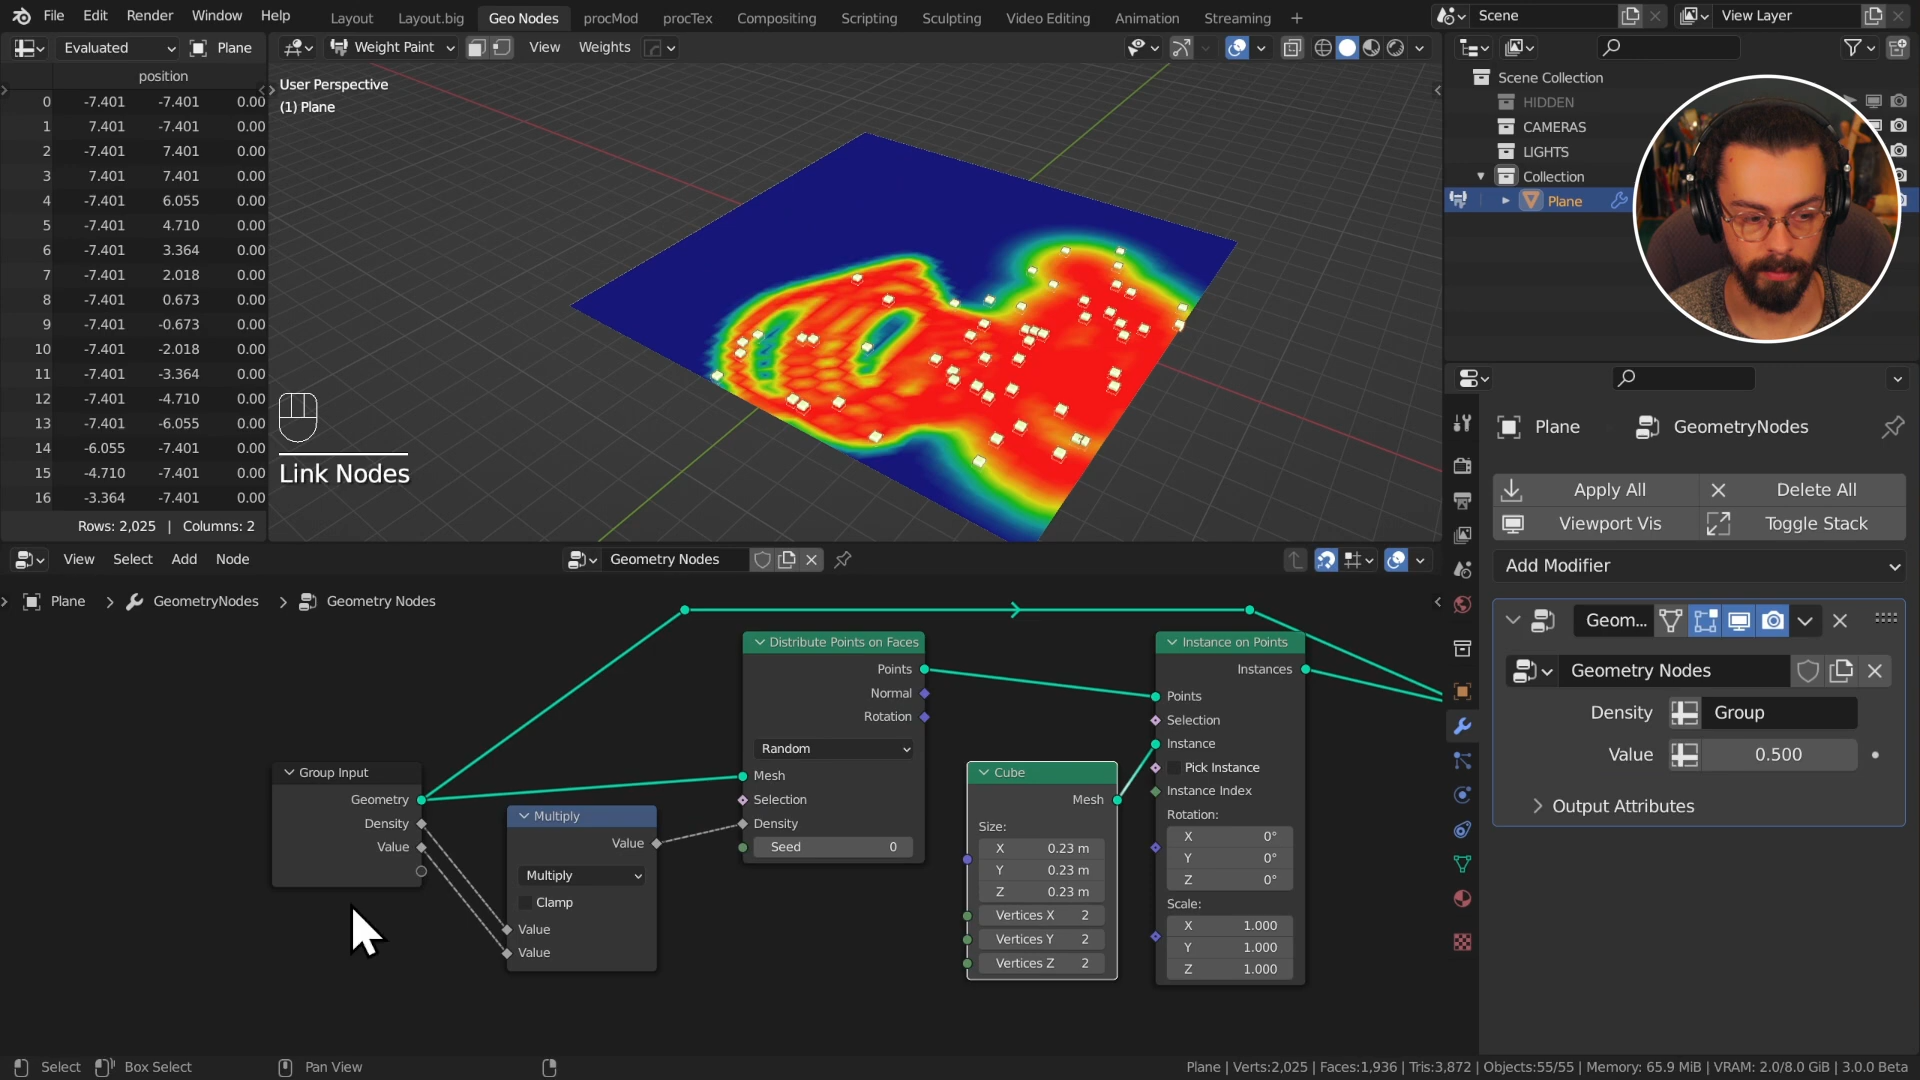 File Edit Render Window Help Layout Layout.big Geo Nodes procMod procTex Compositing Scripting Sculpting Video Editing Animation Streaming + Scene View Layer
Evaluated Plane Weight Paint View Weights
position
0 -7.401 -7.401 0.00
1 7.401 -7.401 0.00
2 -7.401 7.401 0.00
3 7.401 7.401 0.00
4 -7.401 6.055 0.00
5 -7.401 4.710 0.00
6 -7.401 3.364 0.00
7 -7.401 2.018 0.00
8 -7.401 0.673 0.00
9 -7.401 -0.673 0.00
10 -7.401 -2.018 0.00
11 -7.401 -3.364 0.00
12 -7.401 -4.710 0.00
13 -7.401 -6.055 0.00
14 -6.055 -7.401 0.00
15 -4.710 -7.401 0.00
16 -3.364 -7.401 0.00
Rows: 2,025 | Columns: 2
User Perspective
(1) Plane
Link Nodes
Scene Collection
HIDDEN
CAMERAS
LIGHTS
Collection
Plane
Plane GeometryNodes
Apply All Delete All
Viewport Vis Toggle Stack
Add Modifier
Geom...
Geometry Nodes
Density Group
Value 0.500
Output Attributes
View Select Add Node Geometry Nodes
Plane GeometryNodes Geometry Nodes
Group Input
Geometry
Density
Value
Multiply
Value
Multiply
Clamp
Value
Value
Distribute Points on Faces
Points
Normal
Rotation
Random
Mesh
Selection
Density
Seed 0
Cube
Mesh
Size:
X 0.23 m
Y 0.23 m
Z 0.23 m
Vertices X 2
Vertices Y 2
Vertices Z 2
Instance on Points
Instances
Points
Selection
Instance
Pick Instance
Instance Index
Rotation:
X 0°
Y 0°
Z 0°
Scale:
X 1.000
Y 1.000
Z 1.000
Select Box Select Pan View Plane | Verts:2,025 | Faces:1,936 | Tris:3,872 | Objects:55/55 | Memory: 65.9 MiB | VRAM: 2.0/8.0 GiB | 3.0.0 Beta